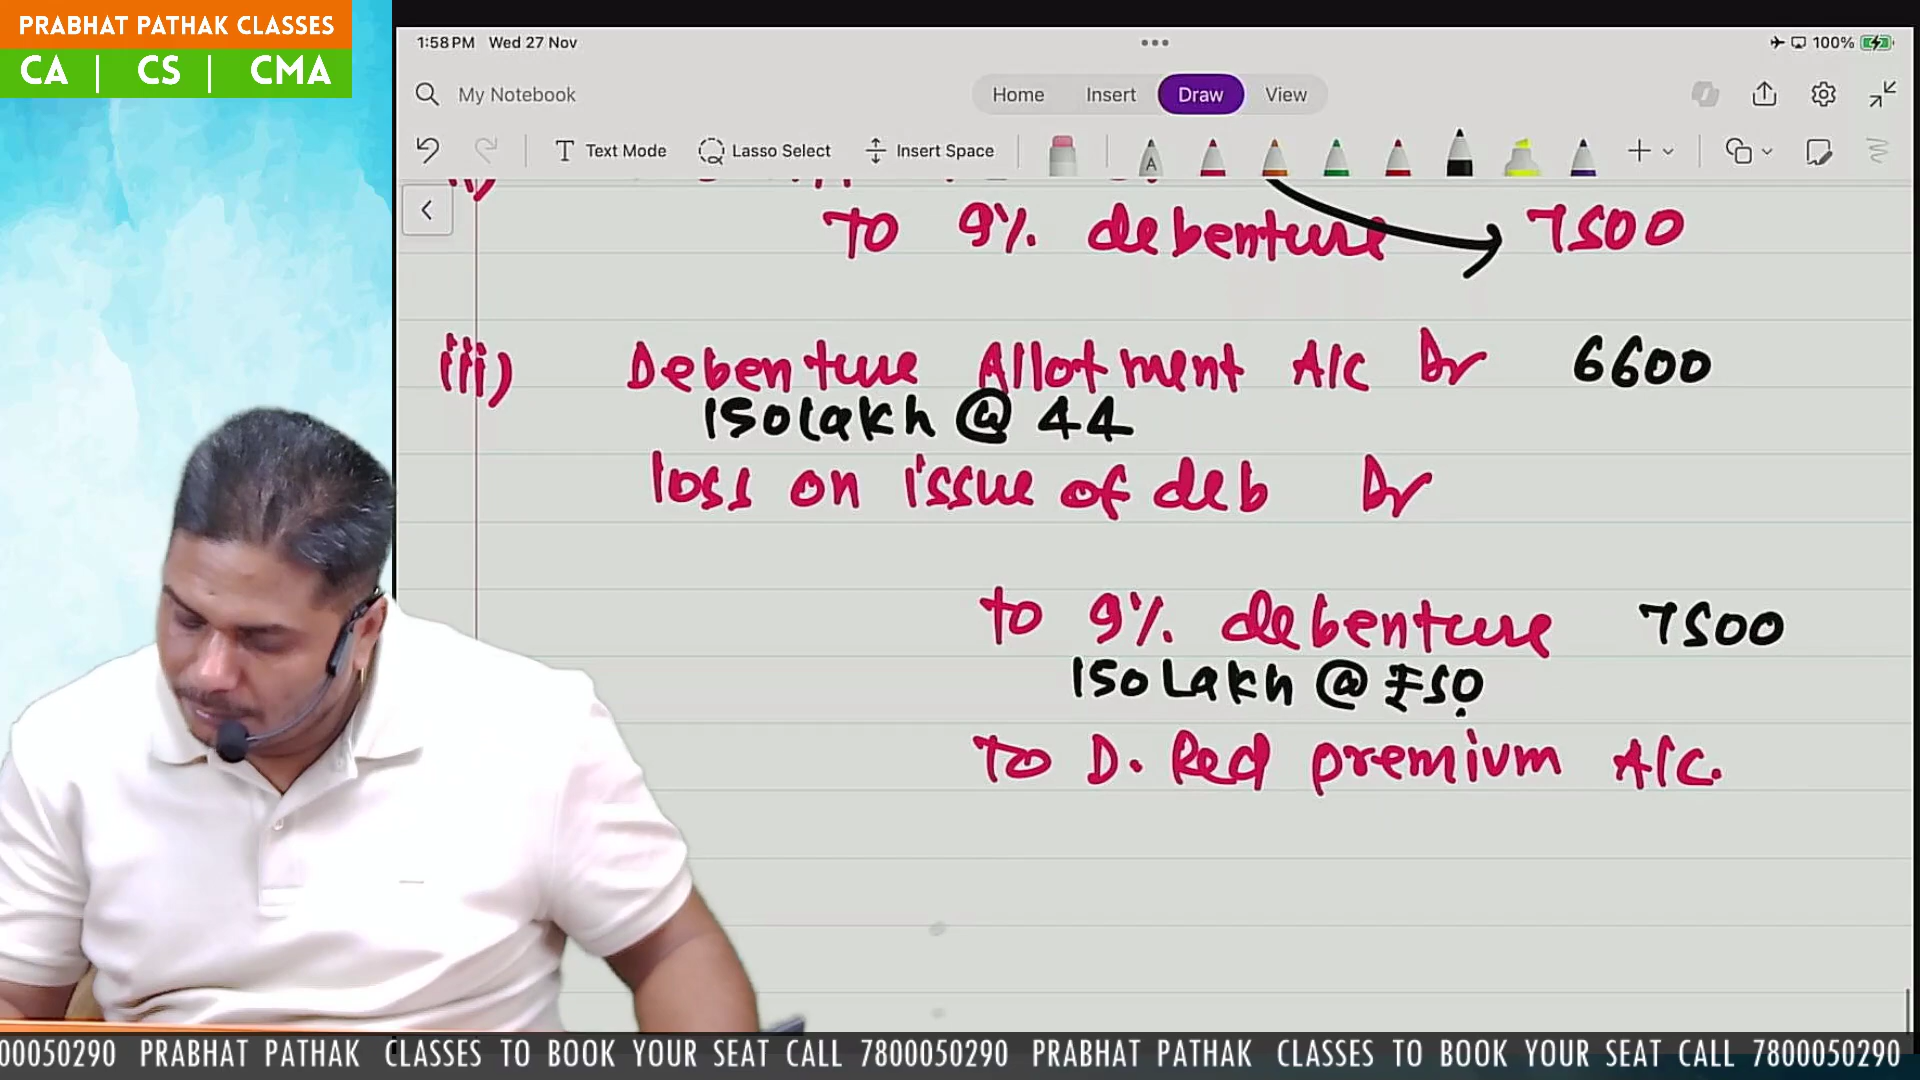 PRABHAT PATHAK CLASSES
CA | CS | CMA
1:58 PM Wed 27 Nov
100%
My Notebook
Home Insert Draw View
Text Mode Lasso Select Insert Space
A
To 9% debenture 7500
(iii) Debenture Allotment A/c Dr 6600
150 lakh @ 44
loss on issue of deb Dr
To 9% debenture 7500
150 Lakh @ ₹50
To D. Red premium A/c.
00050290 PRABHAT PATHAK CLASSES TO BOOK YOUR SEAT CALL 7800050290 PRABHAT PATHAK CLASSES TO BOOK YOUR SEAT CALL 7800050290